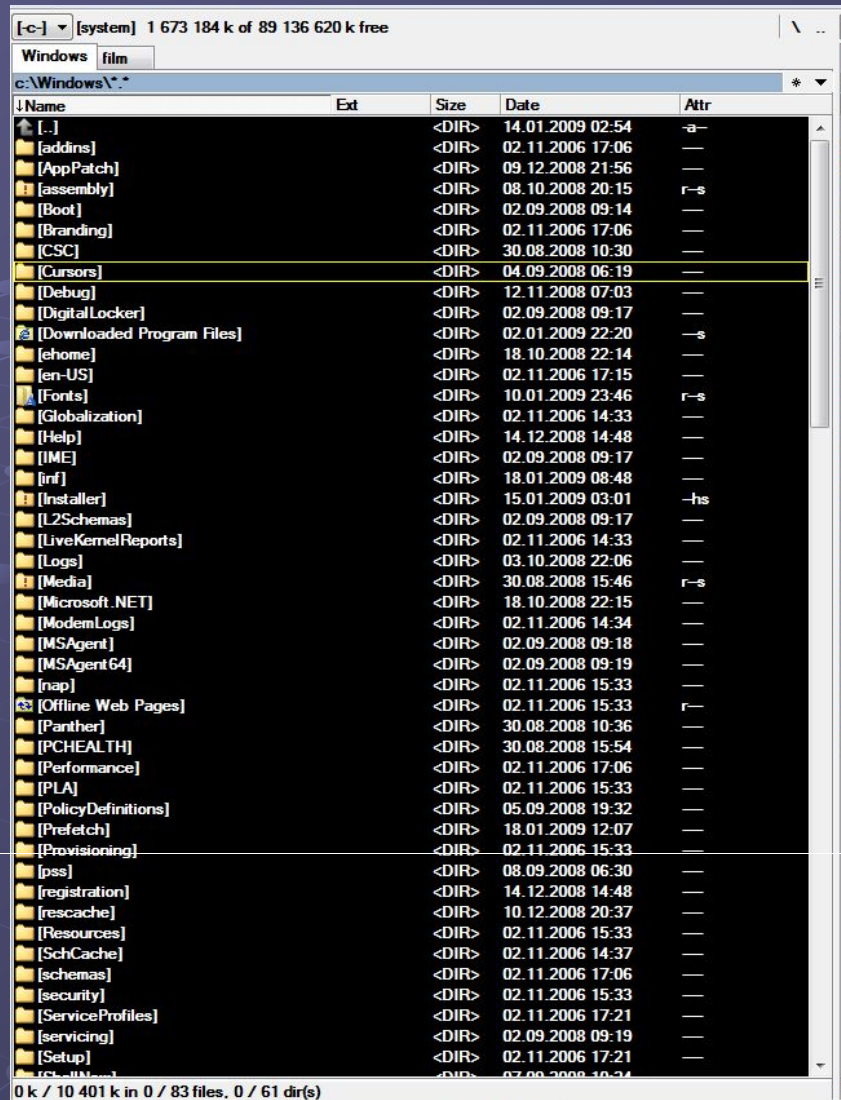 [-c-] [system] 1 673 184 k of 89 136 620 k free \ ..
Windows film
c:\Windows\*.* *
↓Name Ext Size Date Attr
[..] <DIR> 14.01.2009 02:54 -a--
[addins] <DIR> 02.11.2006 17:06 ----
[AppPatch] <DIR> 09.12.2008 21:56 ----
[assembly] <DIR> 08.10.2008 20:15 r--s
[Boot] <DIR> 02.09.2008 09:14 ----
[Branding] <DIR> 02.11.2006 17:06 ----
[CSC] <DIR> 30.08.2008 10:30 ----
[Cursors] <DIR> 04.09.2008 06:19 ----
[Debug] <DIR> 12.11.2008 07:03 ----
[DigitalLocker] <DIR> 02.09.2008 09:17 ----
[Downloaded Program Files] <DIR> 02.01.2009 22:20 ---s
[ehome] <DIR> 18.10.2008 22:14 ----
[en-US] <DIR> 02.11.2006 17:15 ----
[Fonts] <DIR> 10.01.2009 23:46 r--s
[Globalization] <DIR> 02.11.2006 14:33 ----
[Help] <DIR> 14.12.2008 14:48 ----
[IME] <DIR> 02.09.2008 09:17 ----
[inf] <DIR> 18.01.2009 08:48 ----
[Installer] <DIR> 15.01.2009 03:01 --hs
[L2Schemas] <DIR> 02.09.2008 09:17 ----
[LiveKernelReports] <DIR> 02.11.2006 14:33 ----
[Logs] <DIR> 03.10.2008 22:06 ----
[Media] <DIR> 30.08.2008 15:46 r--s
[Microsoft.NET] <DIR> 18.10.2008 22:15 ----
[ModemLogs] <DIR> 02.11.2006 14:34 ----
[MSAgent] <DIR> 02.09.2008 09:18 ----
[MSAgent64] <DIR> 02.09.2008 09:19 ----
[nap] <DIR> 02.11.2006 15:33 ----
[Offline Web Pages] <DIR> 02.11.2006 15:33 r---
[Panther] <DIR> 30.08.2008 10:36 ----
[PCHEALTH] <DIR> 30.08.2008 15:54 ----
[Performance] <DIR> 02.11.2006 17:06 ----
[PLA] <DIR> 02.11.2006 15:33 ----
[PolicyDefinitions] <DIR> 05.09.2008 19:32 ----
[Prefetch] <DIR> 18.01.2009 12:07 ----
[Provisioning] <DIR> 02.11.2006 15:33 ----
[pss] <DIR> 08.09.2008 06:30 ----
[registration] <DIR> 14.12.2008 14:48 ----
[rescache] <DIR> 10.12.2008 20:37 ----
[Resources] <DIR> 02.11.2006 15:33 ----
[SchCache] <DIR> 02.11.2006 14:37 ----
[schemas] <DIR> 02.11.2006 17:06 ----
[security] <DIR> 02.11.2006 15:33 ----
[ServiceProfiles] <DIR> 02.11.2006 17:21 ----
[servicing] <DIR> 02.09.2008 09:19 ----
[Setup] <DIR> 02.11.2006 17:21 ----
0 k / 10 401 k in 0 / 83 files, 0 / 61 dir(s)